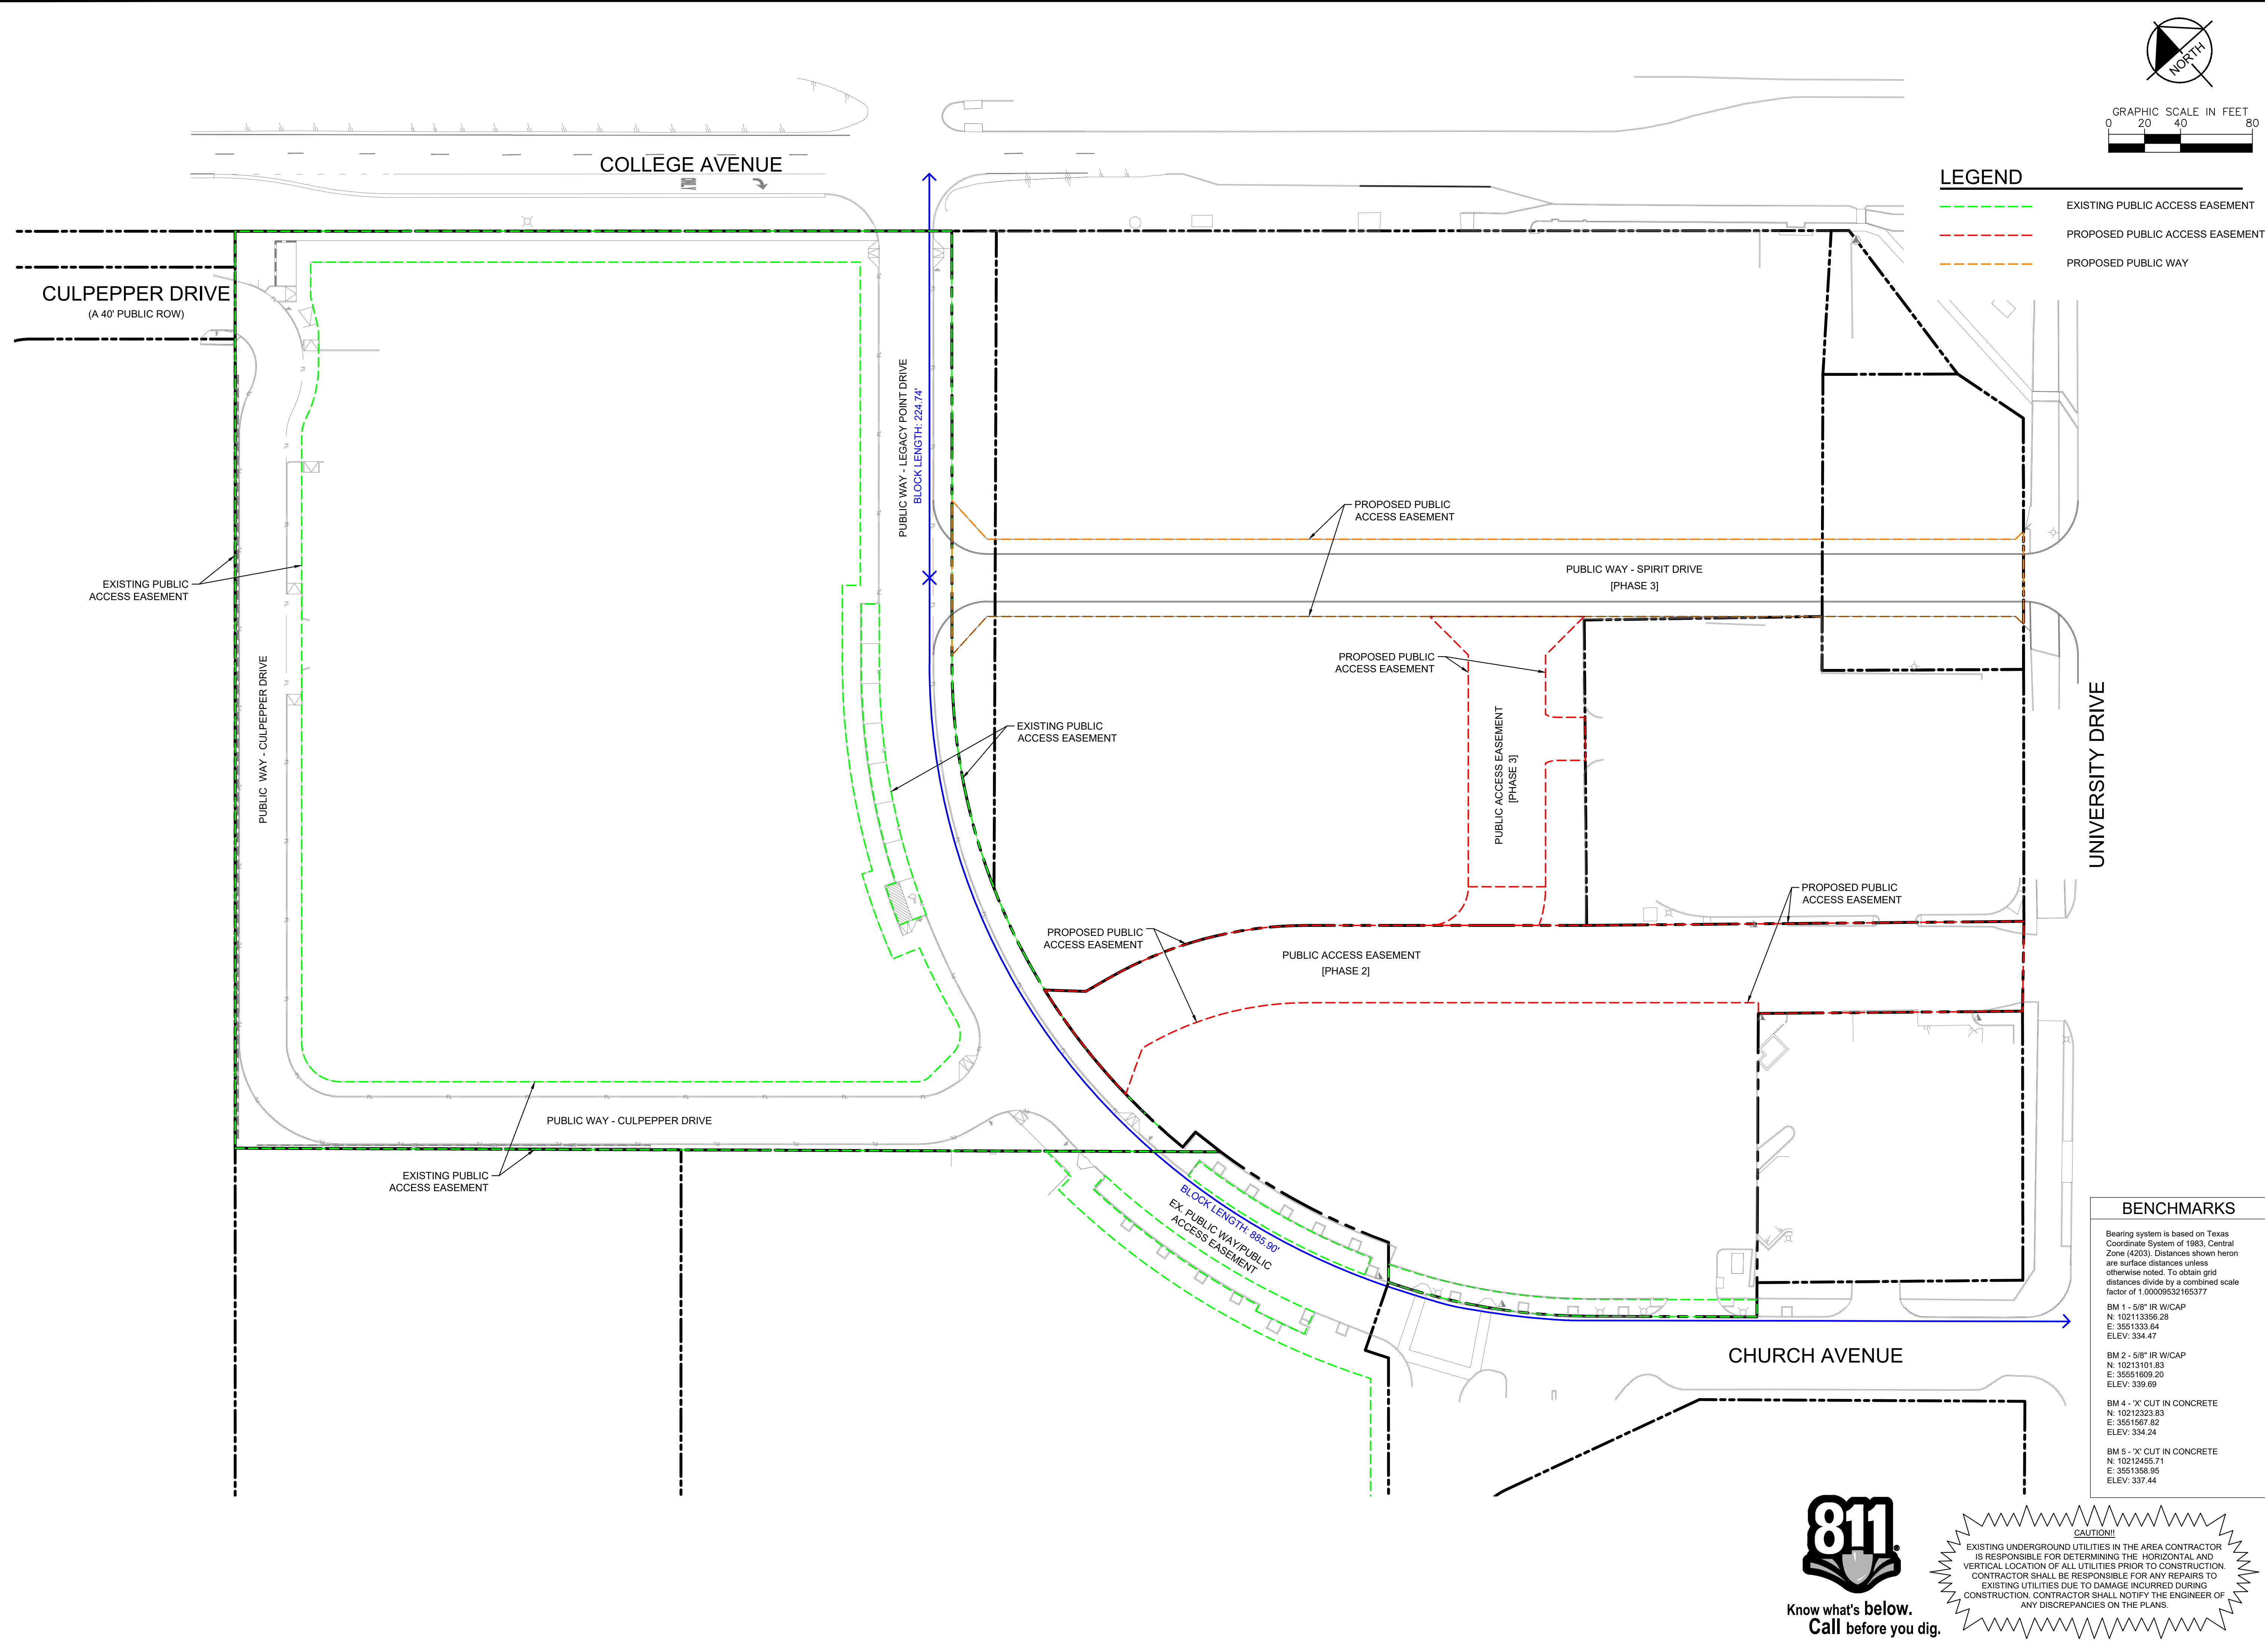 NORTH
GRAPHIC SCALE IN FEET
0 20 40 80
LEGEND
EXISTING PUBLIC ACCESS EASEMENT
PROPOSED PUBLIC ACCESS EASEMENT
PROPOSED PUBLIC WAY
COLLEGE AVENUE
CULPEPPER DRIVE
(A 40' PUBLIC ROW)
PUBLIC WAY - LEGACY POINT DRIVE
BLOCK LENGTH: 224.74'
PROPOSED PUBLIC
ACCESS EASEMENT
PUBLIC WAY - SPIRIT DRIVE
[PHASE 3]
EXISTING PUBLIC
ACCESS EASEMENT
PROPOSED PUBLIC
ACCESS EASEMENT
PUBLIC WAY - CULPEPPER DRIVE
EXISTING PUBLIC
ACCESS EASEMENT
PUBLIC ACCESS EASEMENT
[PHASE 3]
UNIVERSITY DRIVE
PROPOSED PUBLIC
ACCESS EASEMENT
PROPOSED PUBLIC
ACCESS EASEMENT
PUBLIC ACCESS EASEMENT
[PHASE 2]
PUBLIC WAY - CULPEPPER DRIVE
EXISTING PUBLIC
ACCESS EASEMENT
BLOCK LENGTH: 885.90'
EX. PUBLIC WAY/PUBLIC
ACCESS EASEMENT
CHURCH AVENUE
BENCHMARKS
Bearing system is based on Texas
Coordinate System of 1983, Central
Zone (4203). Distances shown heron
are surface distances unless
otherwise noted. To obtain grid
distances divide by a combined scale
factor of 1.00009532165377
BM 1 - 5/8" IR W/CAP
N: 102113356.28
E: 3551333.64
ELEV: 334.47
BM 2 - 5/8" IR W/CAP
N: 10213101.83
E: 35551609.20
ELEV: 339.69
BM 4 - 'X' CUT IN CONCRETE
N: 10212323.83
E: 3551567.82
ELEV: 334.24
BM 5 - 'X' CUT IN CONCRETE
N: 10212455.71
E: 3551358.95
ELEV: 337.44
811®
Know what's below.
Call before you dig.
CAUTION!!
EXISTING UNDERGROUND UTILITIES IN THE AREA CONTRACTOR
IS RESPONSIBLE FOR DETERMINING THE HORIZONTAL AND
VERTICAL LOCATION OF ALL UTILITIES PRIOR TO CONSTRUCTION.
CONTRACTOR SHALL BE RESPONSIBLE FOR ANY REPAIRS TO
EXISTING UTILITIES DUE TO DAMAGE INCURRED DURING
CONSTRUCTION. CONTRACTOR SHALL NOTIFY THE ENGINEER OF
ANY DISCREPANCIES ON THE PLANS.